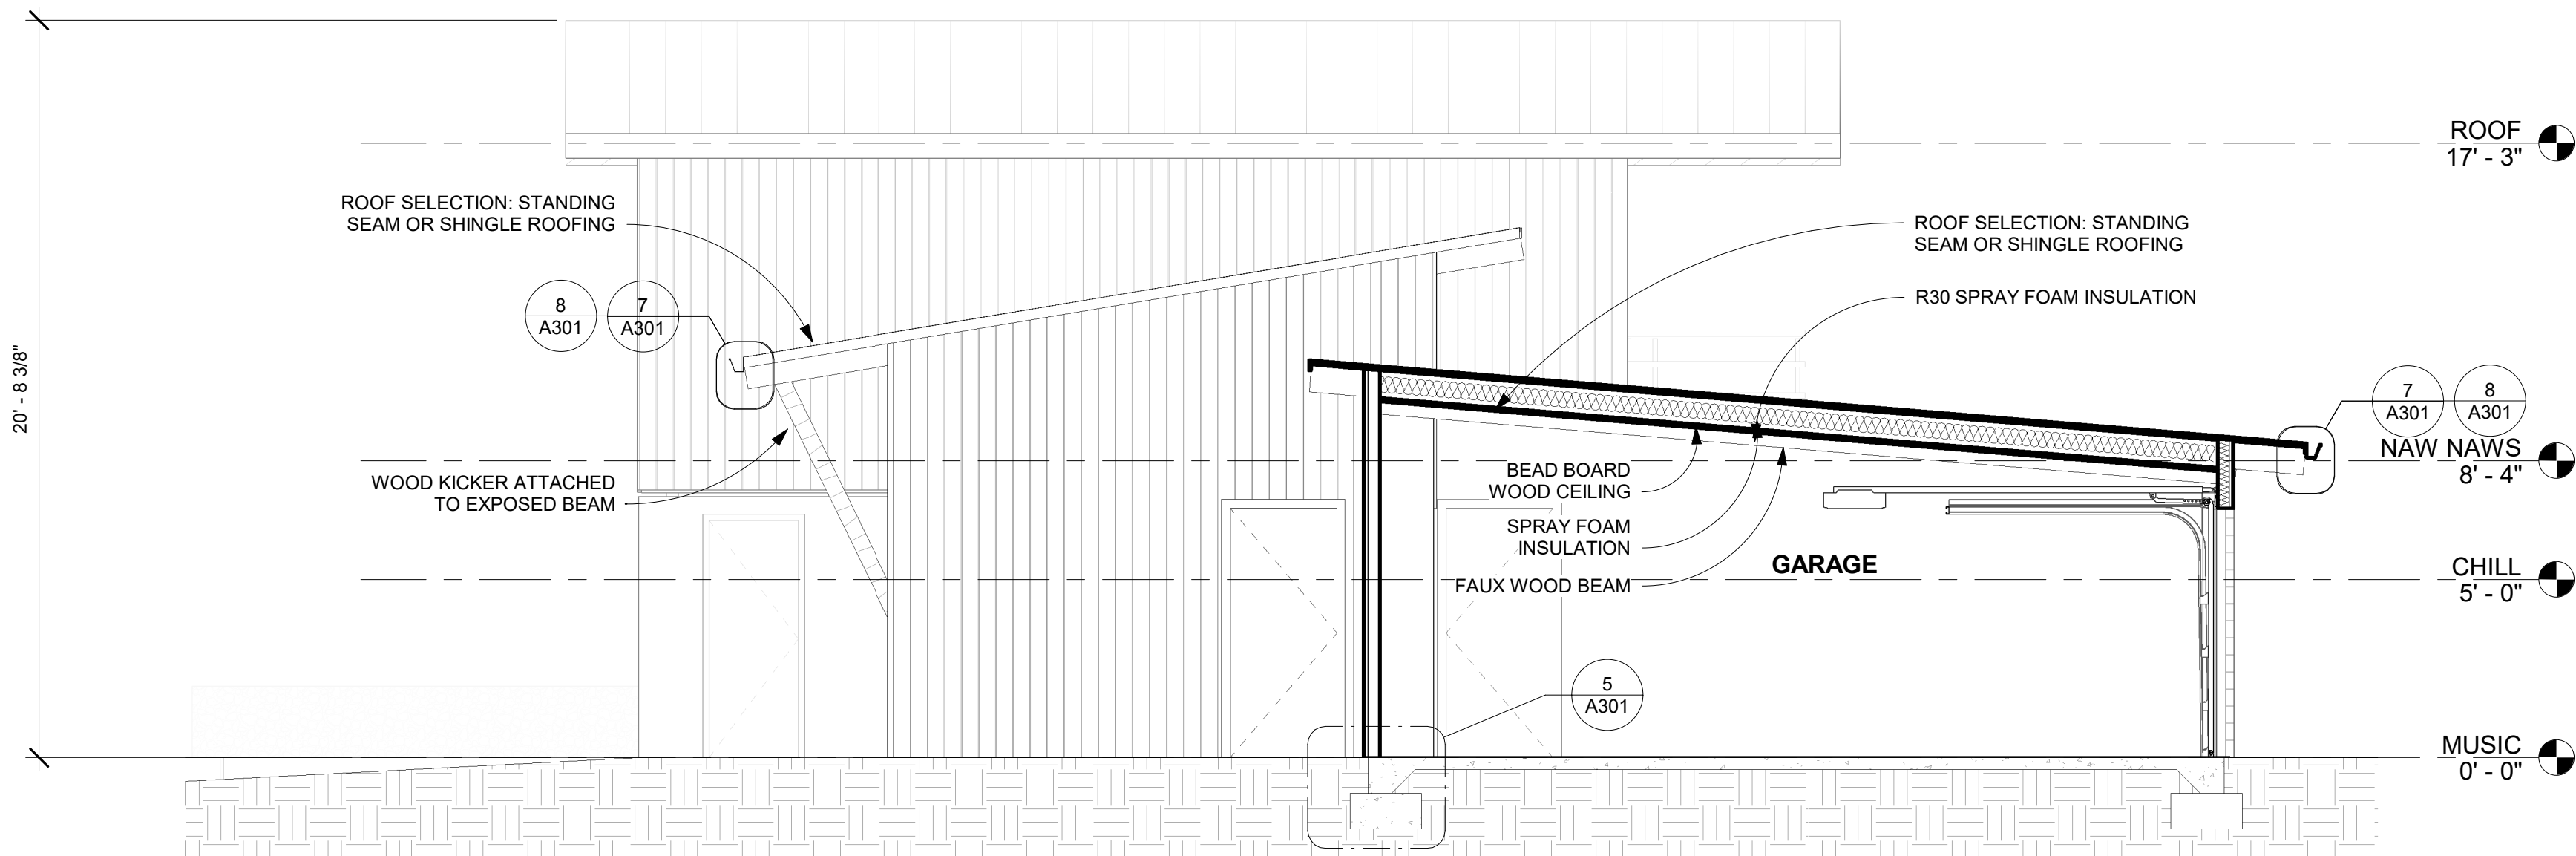 20' - 8 3/8"
ROOF
17' - 3"
ROOF SELECTION: STANDING
SEAM OR SHINGLE ROOFING
ROOF SELECTION: STANDING
SEAM OR SHINGLE ROOFING
R30 SPRAY FOAM INSULATION
8
A301
7
A301
7
A301
8
A301
NAW NAWS
8' - 4"
WOOD KICKER ATTACHED
TO EXPOSED BEAM
BEAD BOARD
WOOD CEILING
SPRAY FOAM
INSULATION
FAUX WOOD BEAM
GARAGE
CHILL
5' - 0"
5
A301
MUSIC
0' - 0"